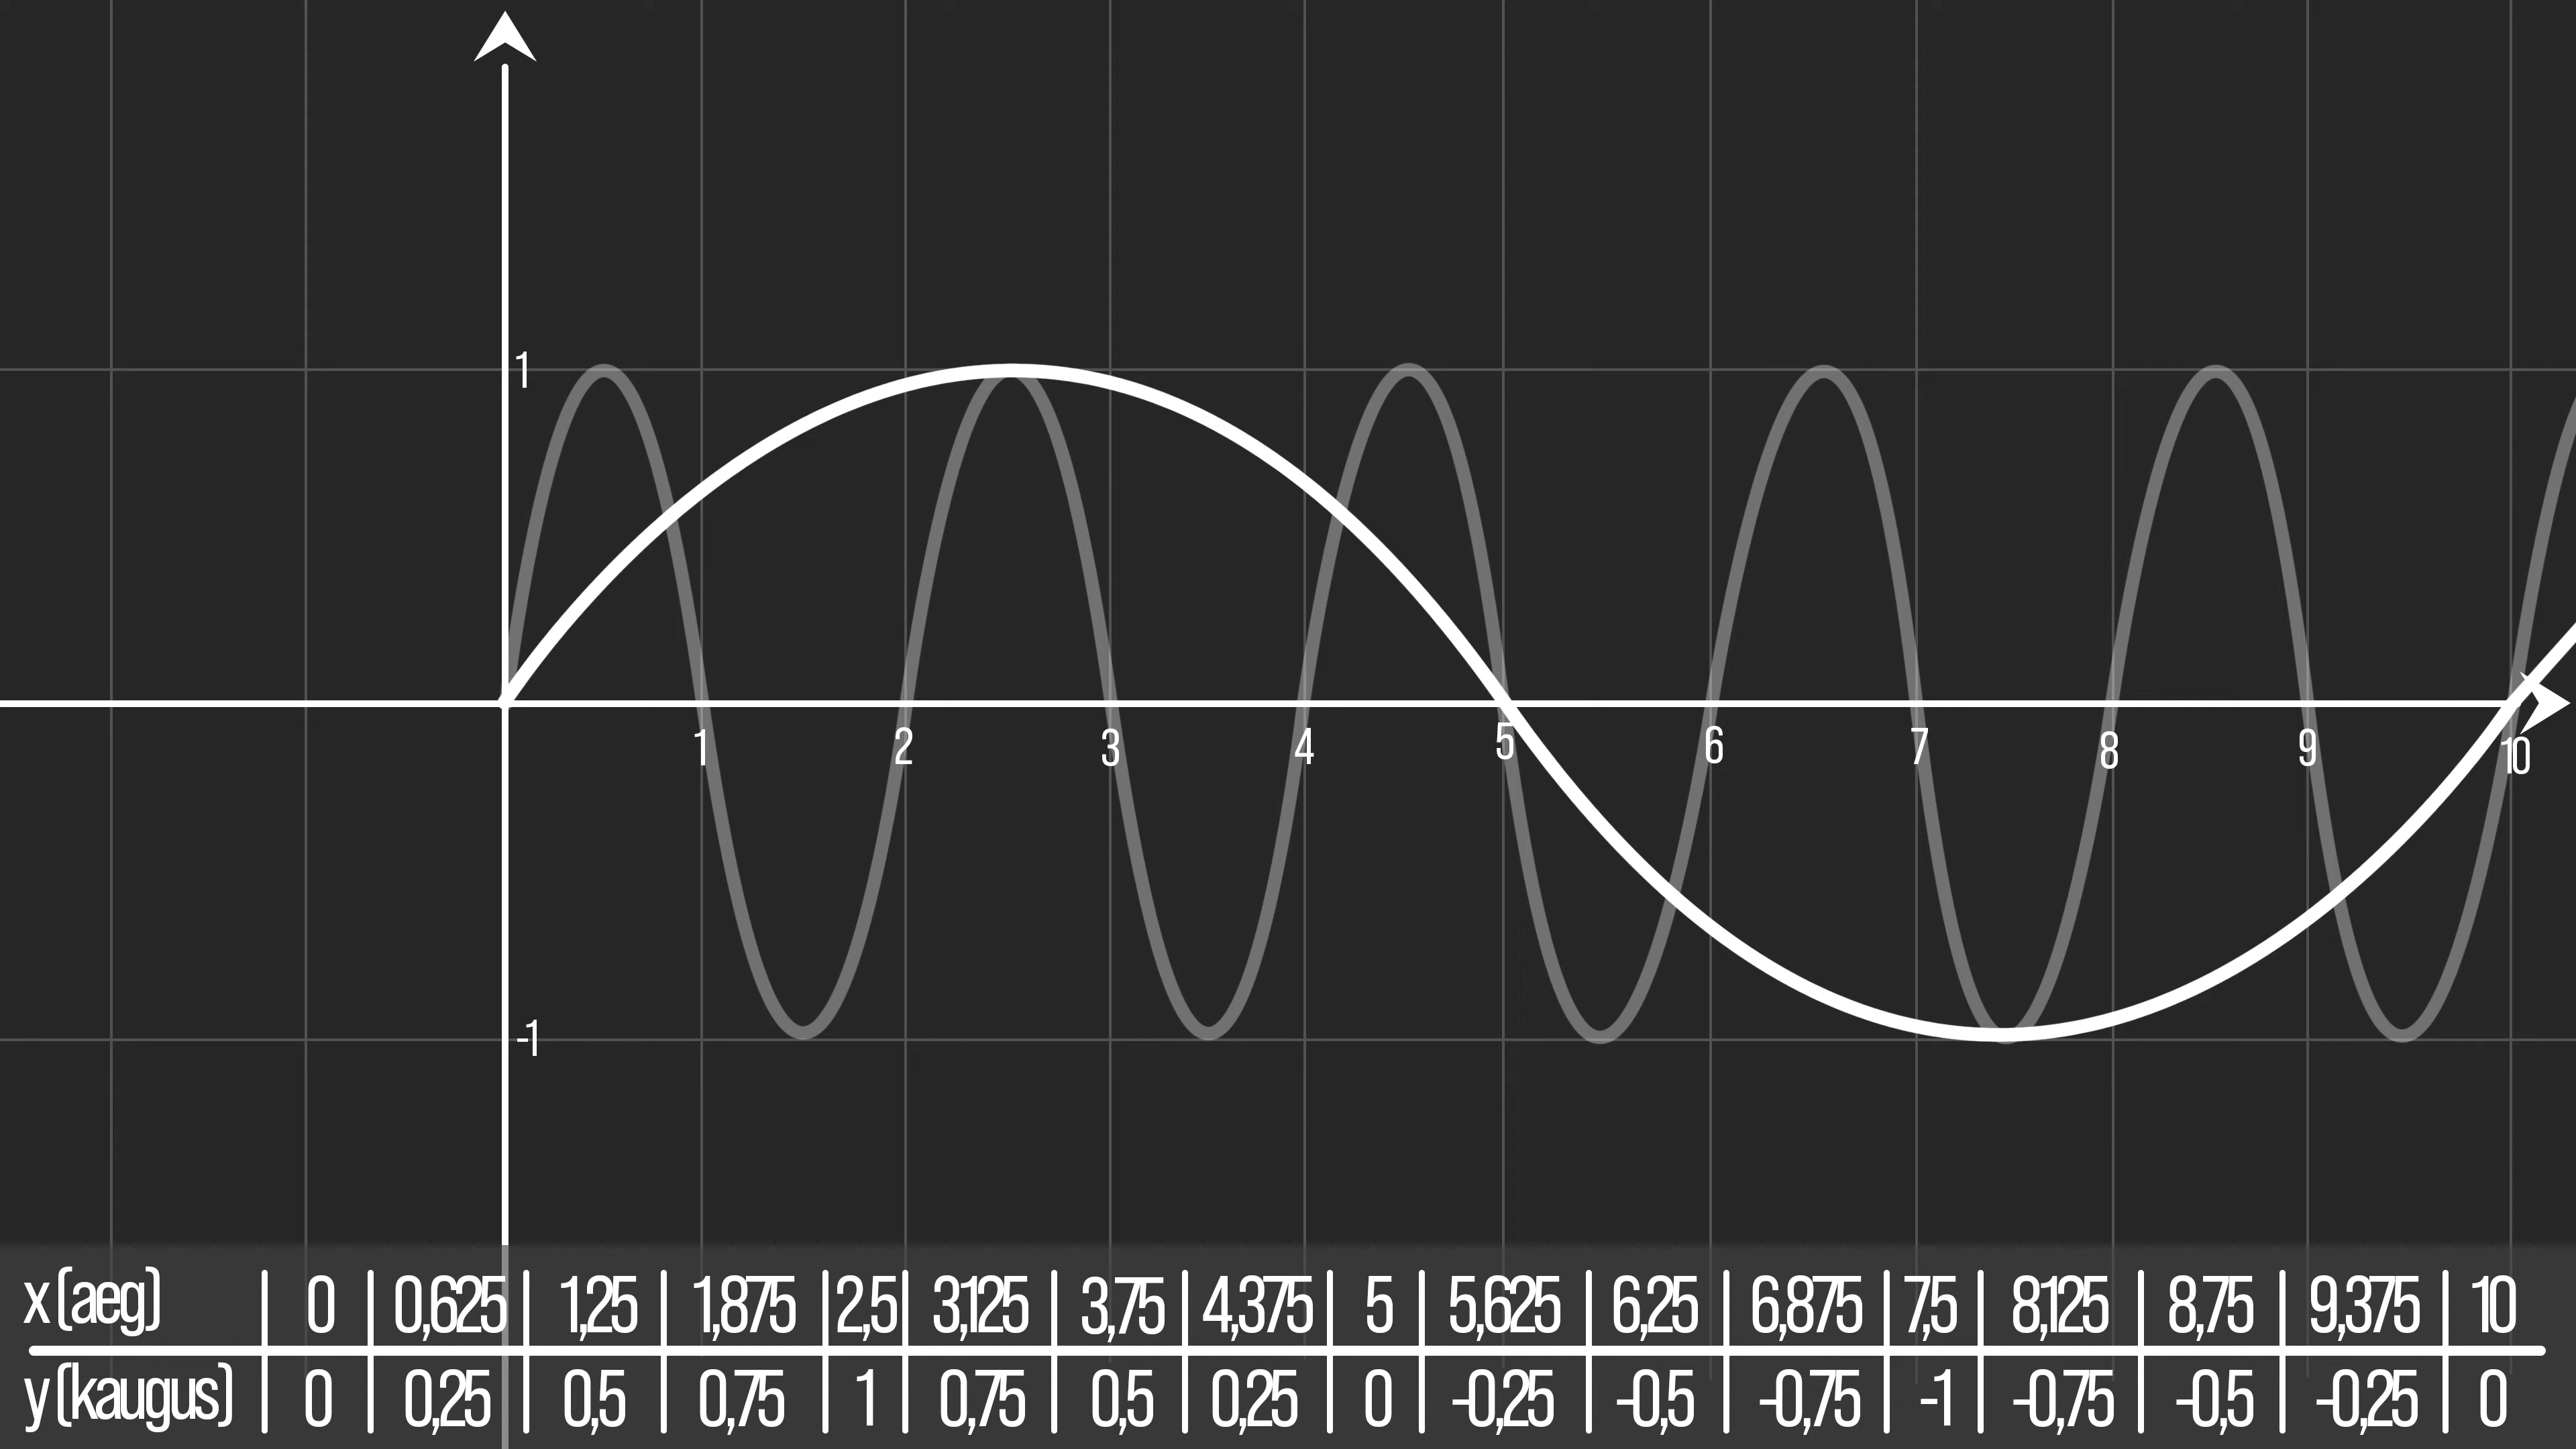 1
1 2 3 4 5 6 7 8 9 10
-1
x (aeg) 0 0,625 1,25 1,875 2,5 3,125 3,75 4,375 5 5,625 6,25 6,875 7,5 8,125 8,75 9,375 10
y (kaugus) 0 0,25 0,5 0,75 1 0,75 0,5 0,25 0 -0,25 -0,5 -0,75 -1 -0,75 -0,5 -0,25 0